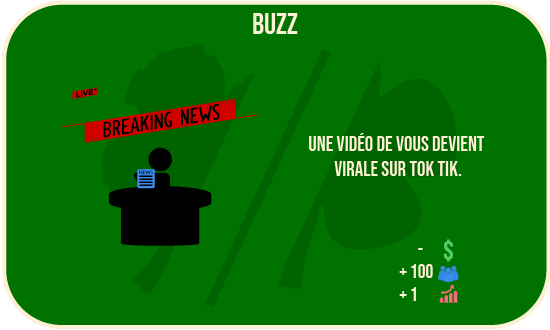 BUZZ
LIVE
BREAKING NEWS
NEWS
UNE VIDÉO DE VOUS DEVIENT
VIRALE SUR TOK TIK.
- $
+ 100
+ 1